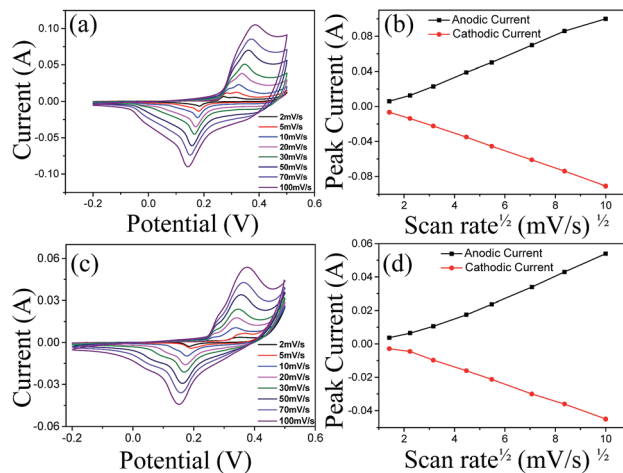 (a)
Current (A)
0.10
0.05
0.00
-0.05
-0.10
2mV/s
5mV/s
10mV/s
20mV/s
30mV/s
50mV/s
70mV/s
100mV/s
-0.2 0.0 0.2 0.4 0.6
Potential (V)
(b)
Peak Current (A)
Anodic Current
Cathodic Current
0.08
0.04
0.00
-0.04
-0.08
2 4 6 8 10
Scan rate½ (mV/s) ½
(c)
Current (A)
0.06
0.03
0.00
-0.03
-0.06
2mV/s
5mV/s
10mV/s
20mV/s
30mV/s
50mV/s
70mV/s
100mV/s
-0.2 0.0 0.2 0.4 0.6
Potential (V)
(d)
Peak Current (A)
Anodic Current
Cathodic Current
0.06
0.04
0.02
0.00
-0.02
-0.04
2 4 6 8 10
Scan rate½ (mV/s) ½